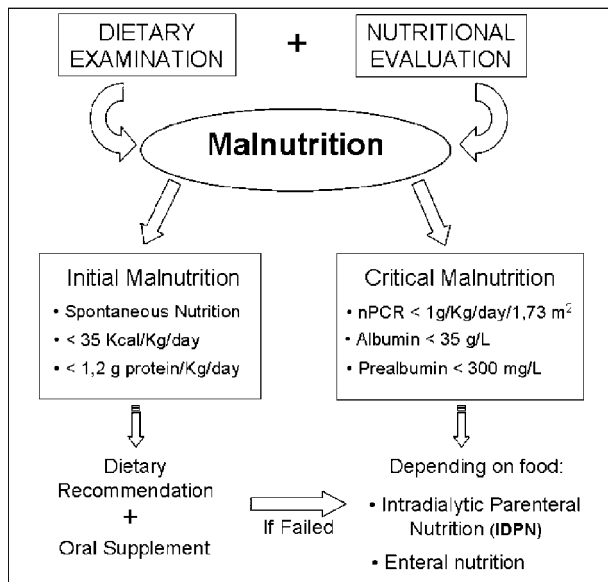 DIETARY
EXAMINATION
+
NUTRITIONAL
EVALUATION
Malnutrition
Initial Malnutrition
• Spontaneous Nutrition
• < 35 Kcal/Kg/day
• < 1,2 g protein/Kg/day
Critical Malnutrition
• nPCR < 1g/Kg/day/1,73 m²
• Albumin < 35 g/L
• Prealbumin < 300 mg/L
Dietary
Recommendation
+
Oral Supplement
If Failed
Depending on food:
• Intradialytic Parenteral
Nutrition (IDPN)
• Enteral nutrition